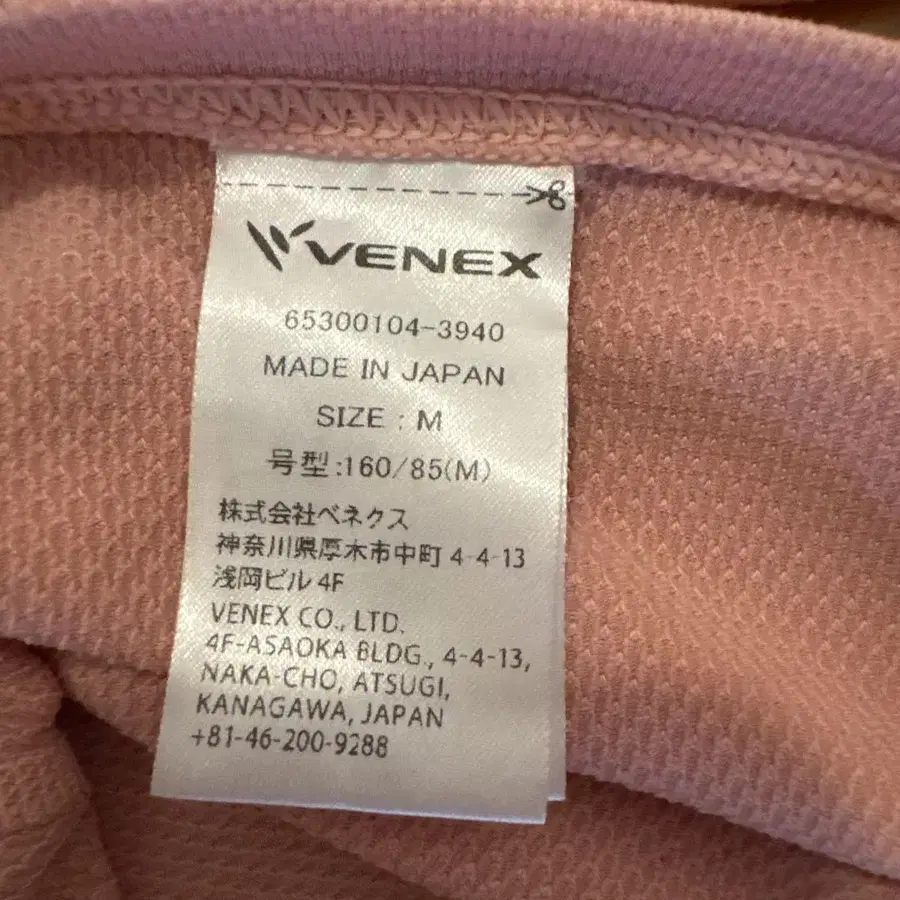 VENEX
65300104-3940
MADE IN JAPAN
SIZE : M
号型:160/85(M)
株式会社ベネクス
神奈川県厚木市中町 4-4-13
浅岡ビル 4F
VENEX CO., LTD.
4F-ASAOKA BLDG., 4-4-13,
NAKA-CHO, ATSUGI,
KANAGAWA, JAPAN
+81-46-200-9288